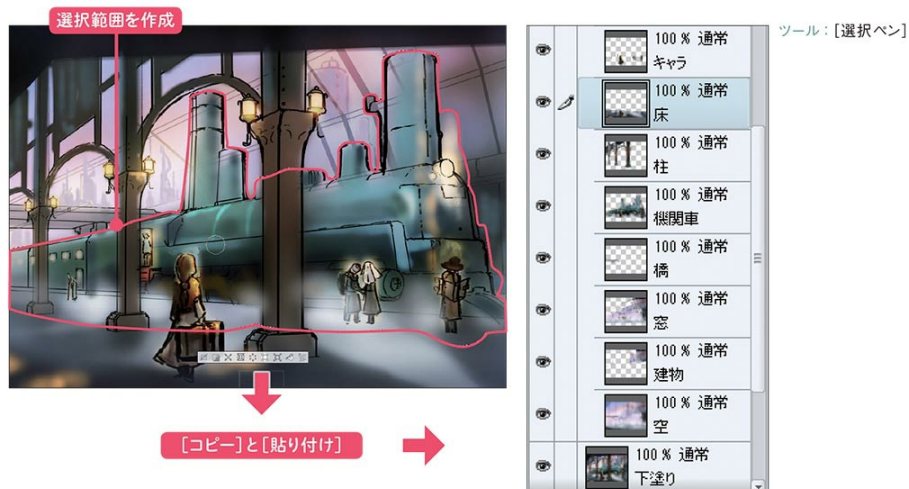 選択範囲を作成
[コピー]と[貼り付け]
100 % 通常
キャラ
100 % 通常
床
100 % 通常
柱
100 % 通常
機関車
100 % 通常
橋
100 % 通常
窓
100 % 通常
建物
100 % 通常
空
100 % 通常
下塗り
ツール：[選択ペン]